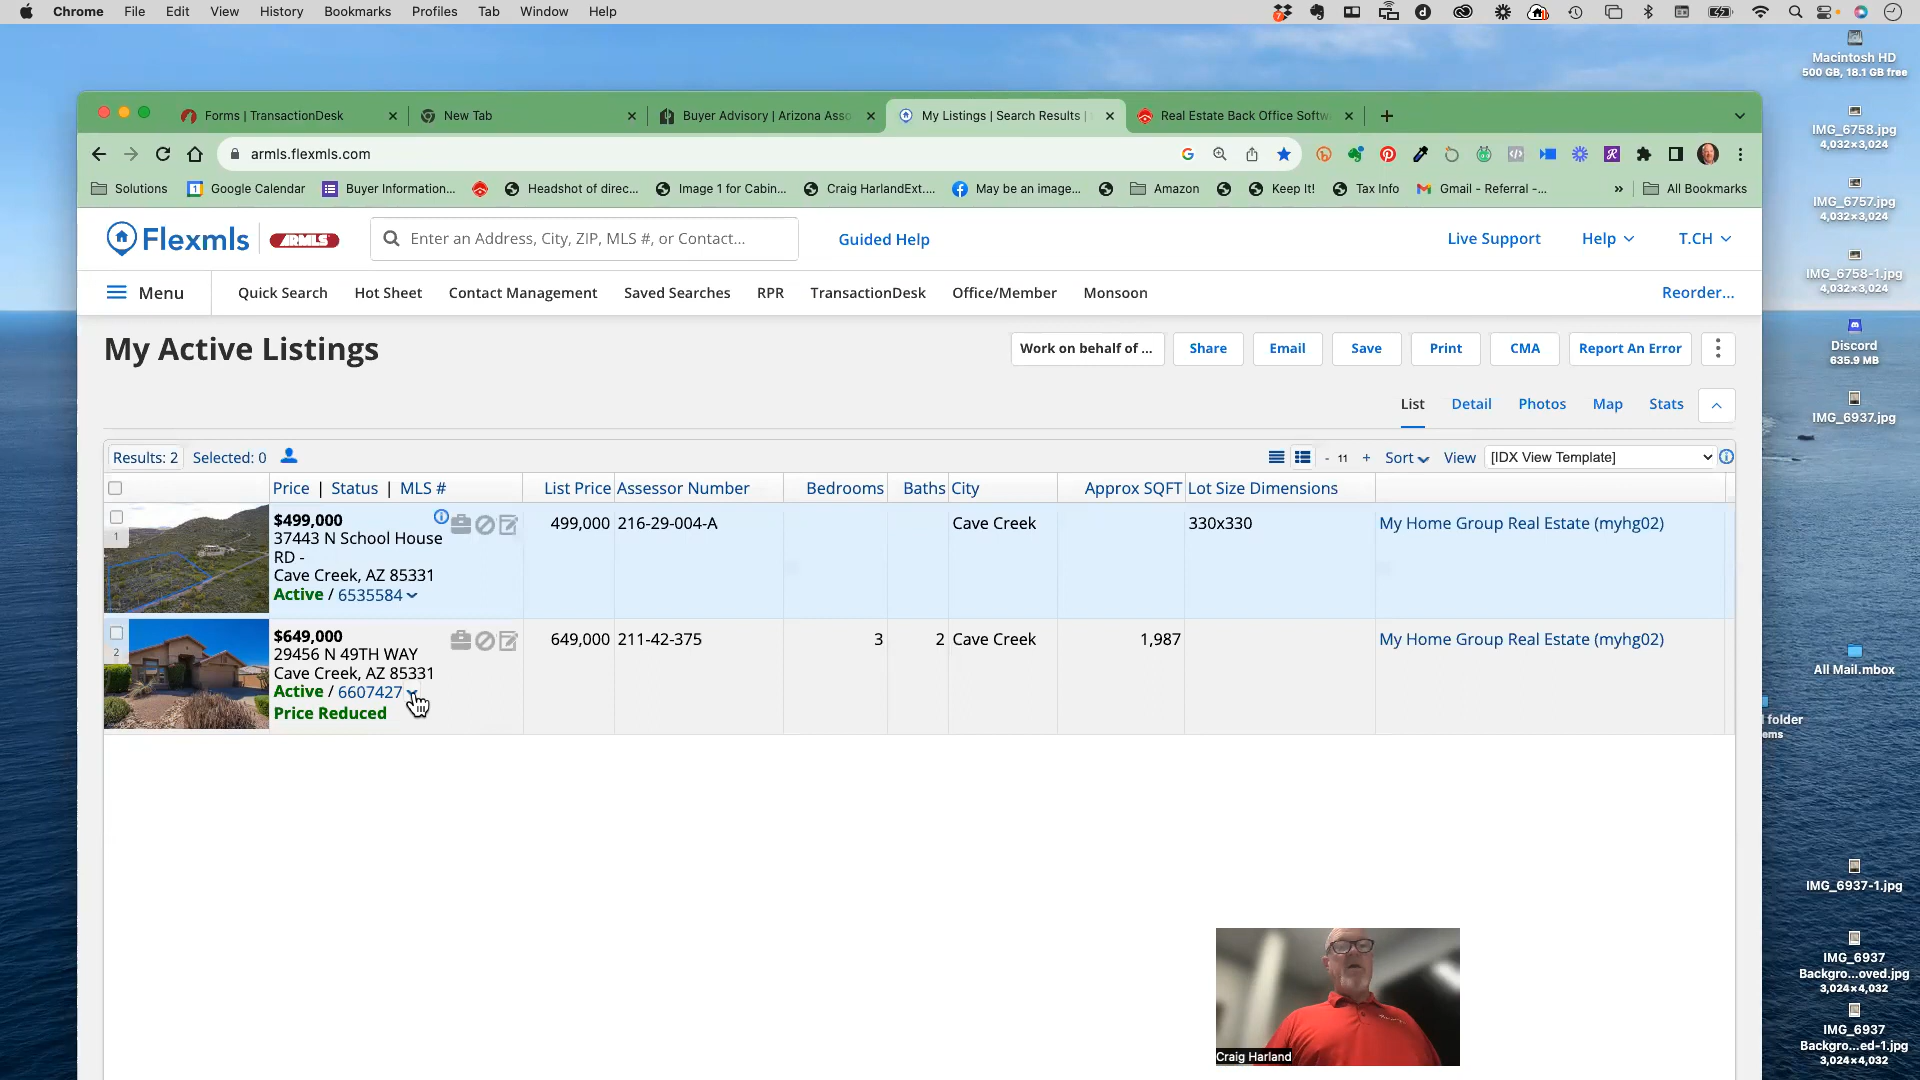 Chrome File Edit View History Bookmarks Profiles Tab Window Help
Macintosh HD
500 GB, 18.1 GB free
IMG_6758.jpg
4,032×3,024
IMG_6757.jpg
4,032×3,024
IMG_6758-1.jpg
4,032×3,024
Discord
635.9 MB
IMG_6937.jpg
All Mail.mbox
l folder
ems
IMG_6937-1.jpg
IMG_6937
Backgro...oved.jpg
3,024×4,032
IMG_6937
Backgro...ed-1.jpg
3,024×4,032
Forms | TransactionDesk New Tab Buyer Advisory | Arizona Asso My Listings | Search Results | Real Estate Back Office Softw
armls.flexmls.com
Solutions Google Calendar Buyer Information... Headshot of direc... Image 1 for Cabin... Craig HarlandExt.... May be an image... Amazon Keep It! Tax Info Gmail - Referral -... » All Bookmarks
Flexmls ARMLS Enter an Address, City, ZIP, MLS #, or Contact... Guided Help Live Support Help T.CH
Menu Quick Search Hot Sheet Contact Management Saved Searches RPR TransactionDesk Office/Member Monsoon Reorder...
My Active Listings Work on behalf of ... Share Email Save Print CMA Report An Error
List Detail Photos Map Stats
Results: 2 Selected: 0 - 11 + Sort View [IDX View Template]
Price | Status | MLS # List Price Assessor Number Bedrooms Baths City Approx SQFT Lot Size Dimensions
1 $499,000 499,000 216-29-004-A Cave Creek 330x330 My Home Group Real Estate (myhg02)
37443 N School House
RD -
Cave Creek, AZ 85331
Active / 6535584
2 $649,000 649,000 211-42-375 3 2 Cave Creek 1,987 My Home Group Real Estate (myhg02)
29456 N 49TH WAY
Cave Creek, AZ 85331
Active / 6607427
Price Reduced
Craig Harland